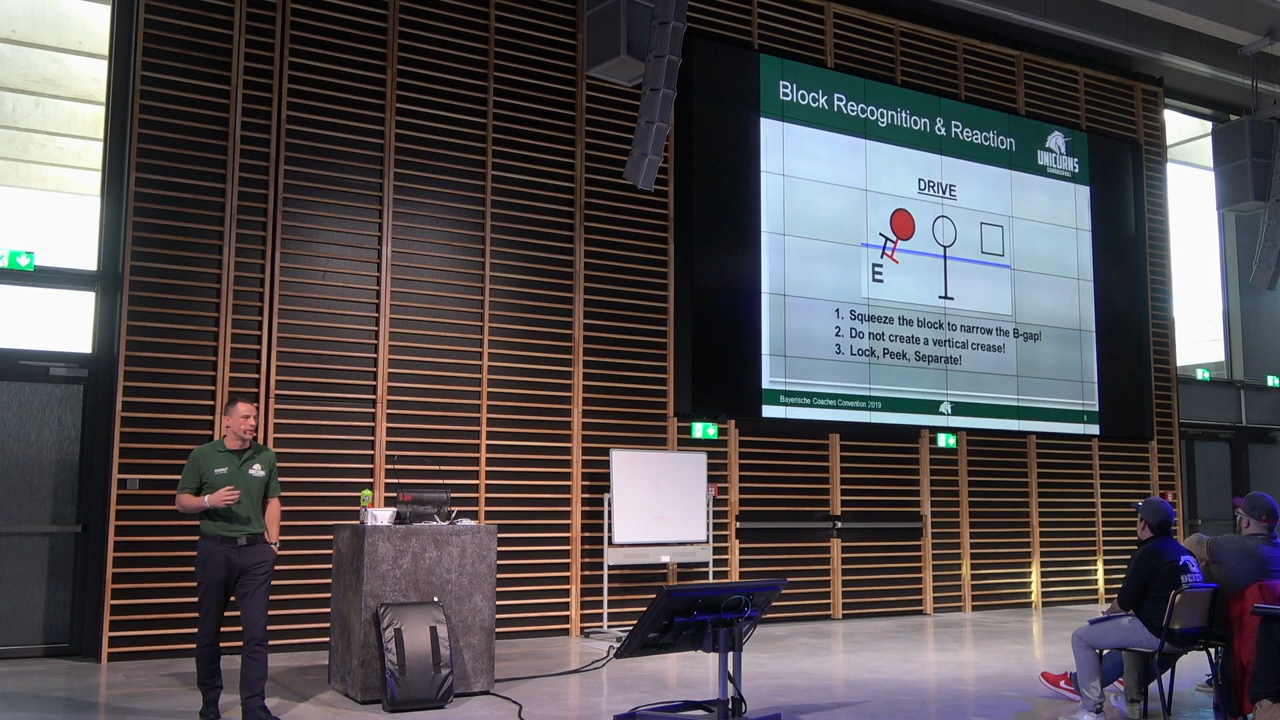 Block Recognition & Reaction
UNICORNS
DRIVE
E
1. Squeeze the block to narrow the B-gap!
2. Do not create a vertical crease!
3. Lock, Peek, Separate!
Bayerische Coaches Convention 2019